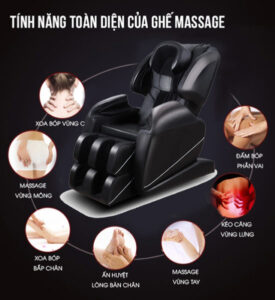 TÍNH NĂNG TOÀN DIỆN CỦA GHẾ MASSAGE
XOA BÓP VÙNG C
ĐẤM BÓP
PHẦN VAI
MASSAGE
VÙNG MÔNG
KÉO CĂNG
VÙNG LƯNG
XOA BÓP
BẮP CHÂN
ẤN HUYỆT
LÒNG BÀN CHÂN
MASSAGE
VÙNG TAY